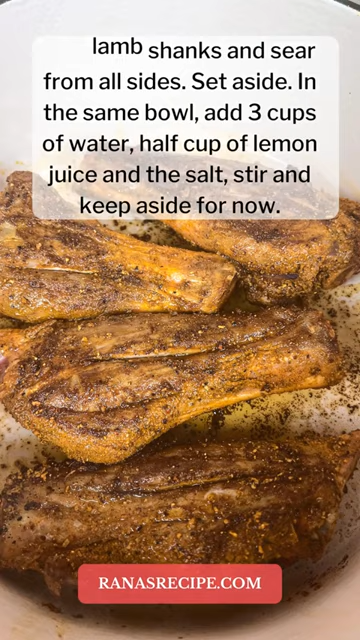 lamb shanks and sear
from all sides. Set aside. In
the same bowl, add 3 cups
of water, half cup of lemon
juice and the salt, stir and
keep aside for now.
RANASRECIPE.COM